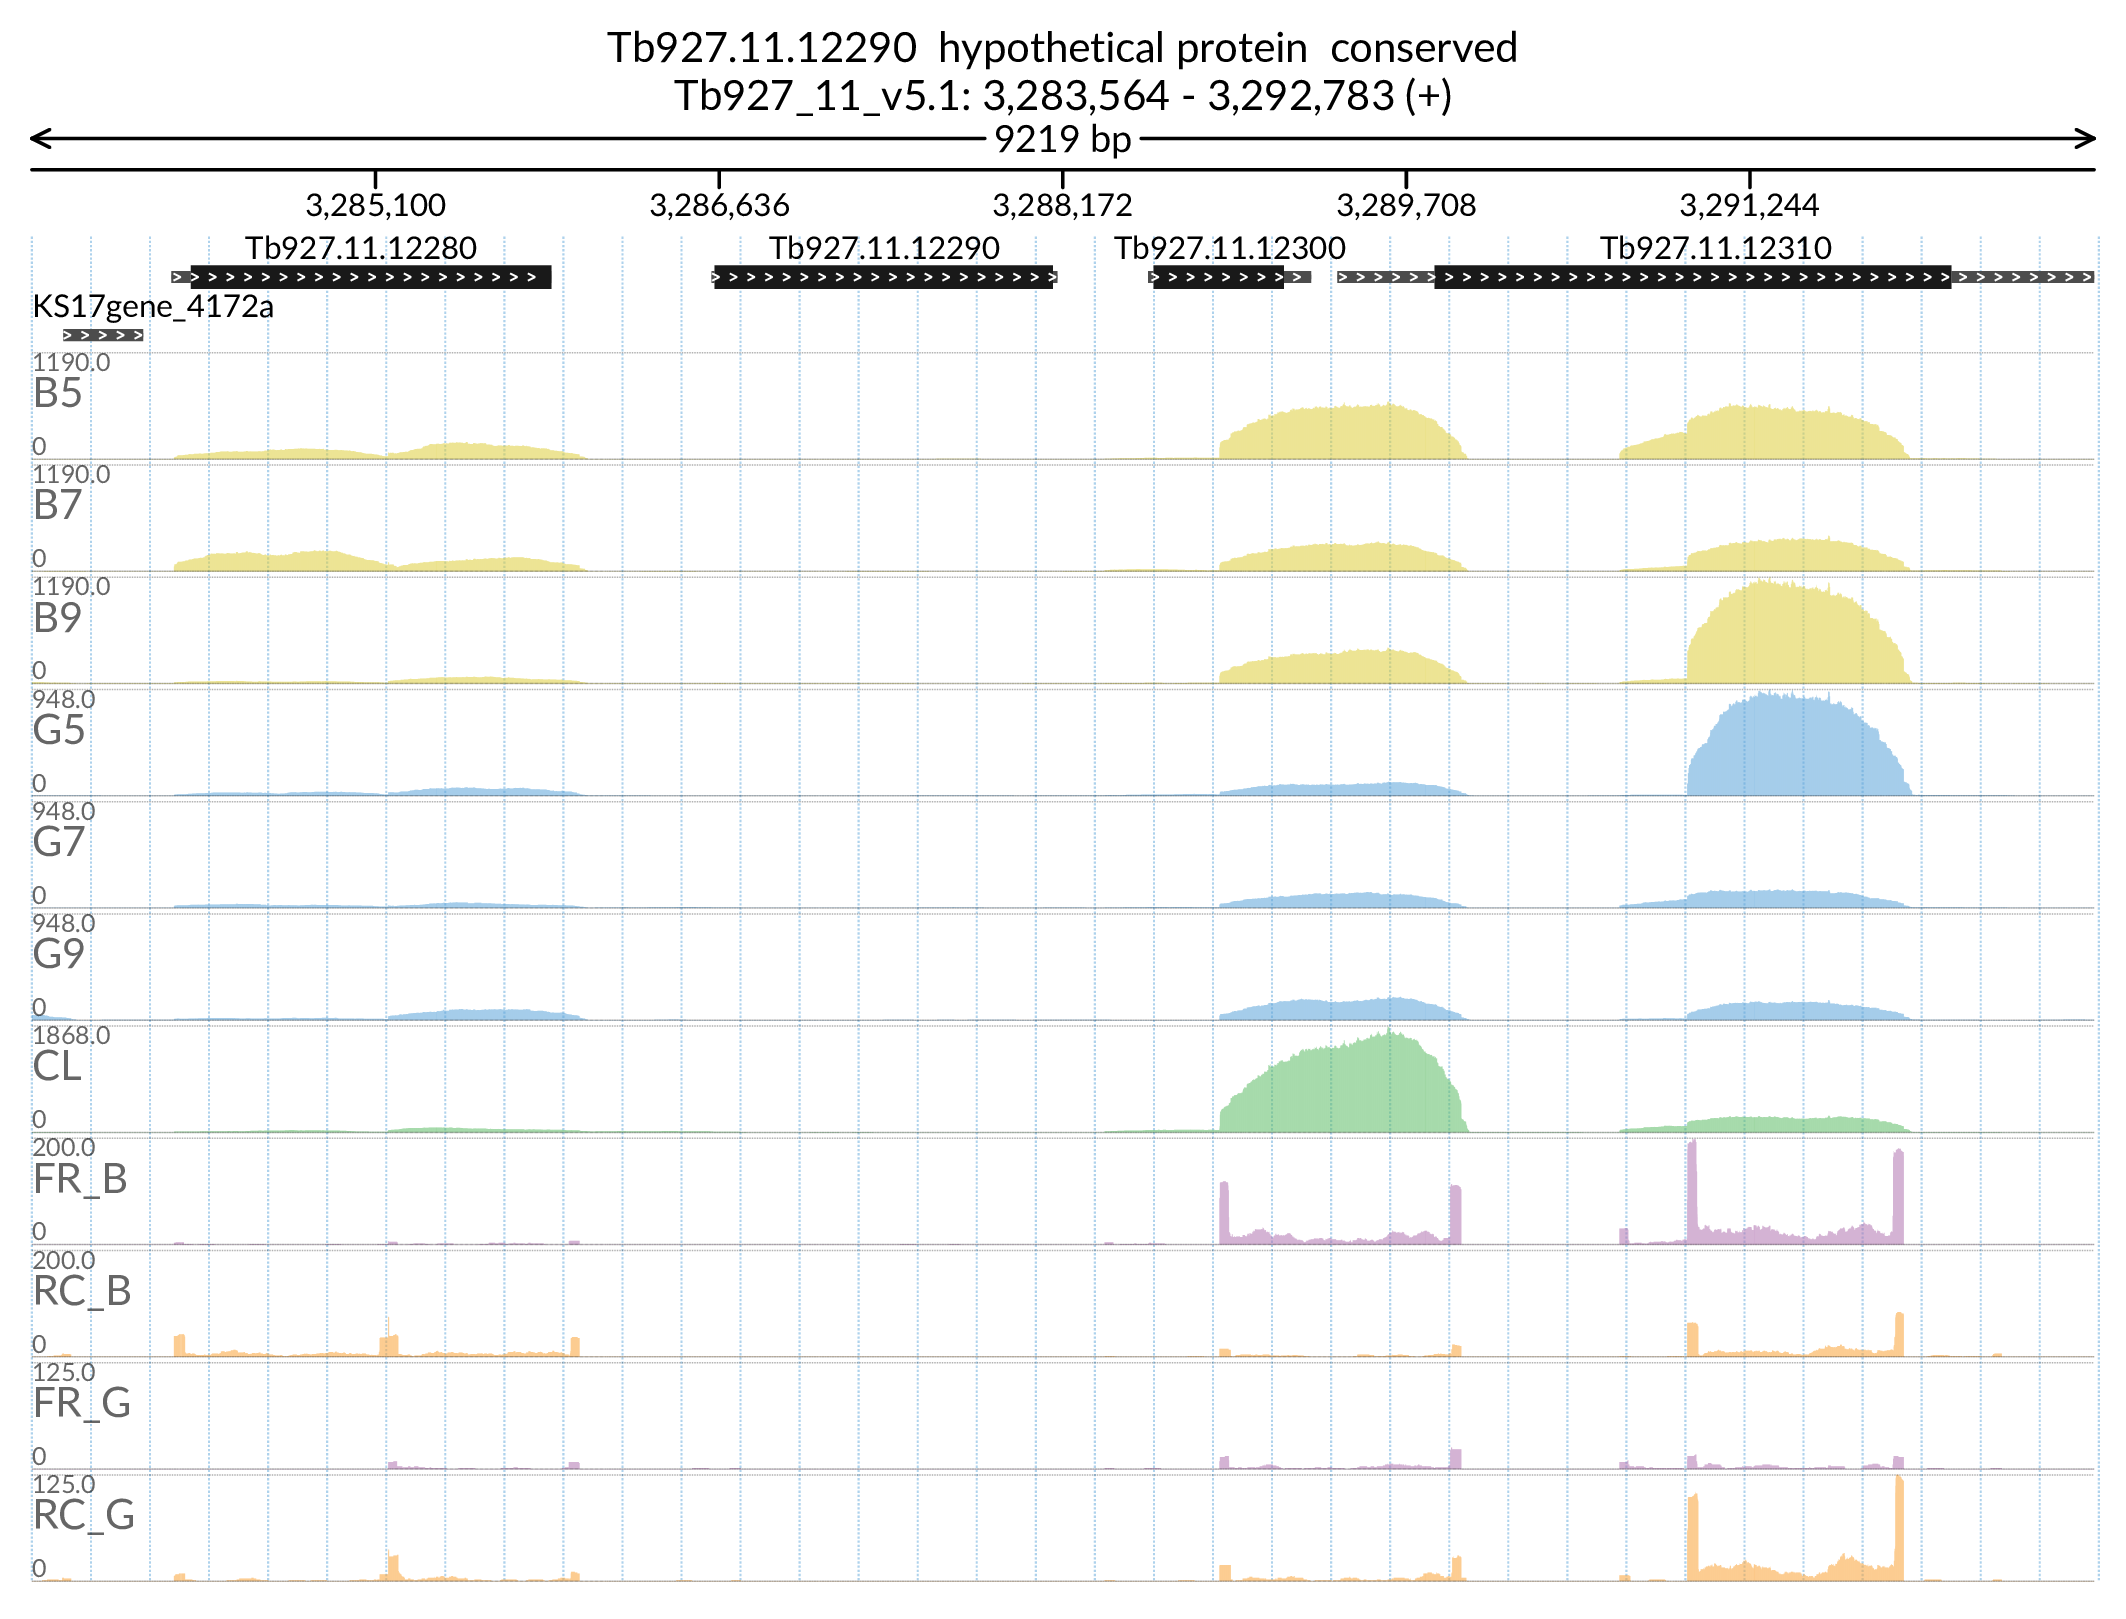 Tb927.11.12290  hypothetical protein  conserved
Tb927_11_v5.1: 3,283,564 - 3,292,783 (+)
9219 bp
3,285,100 3,286,636 3,288,172 3,289,708 3,291,244
Tb927.11.12280 Tb927.11.12290 Tb927.11.12300 Tb927.11.12310
KS17gene_4172a
1190.0
B5
0
1190.0
B7
0
1190.0
B9
0
948.0
G5
0
948.0
G7
0
948.0
G9
0
1868.0
CL
0
200.0
FR_B
0
200.0
RC_B
0
125.0
FR_G
0
125.0
RC_G
0